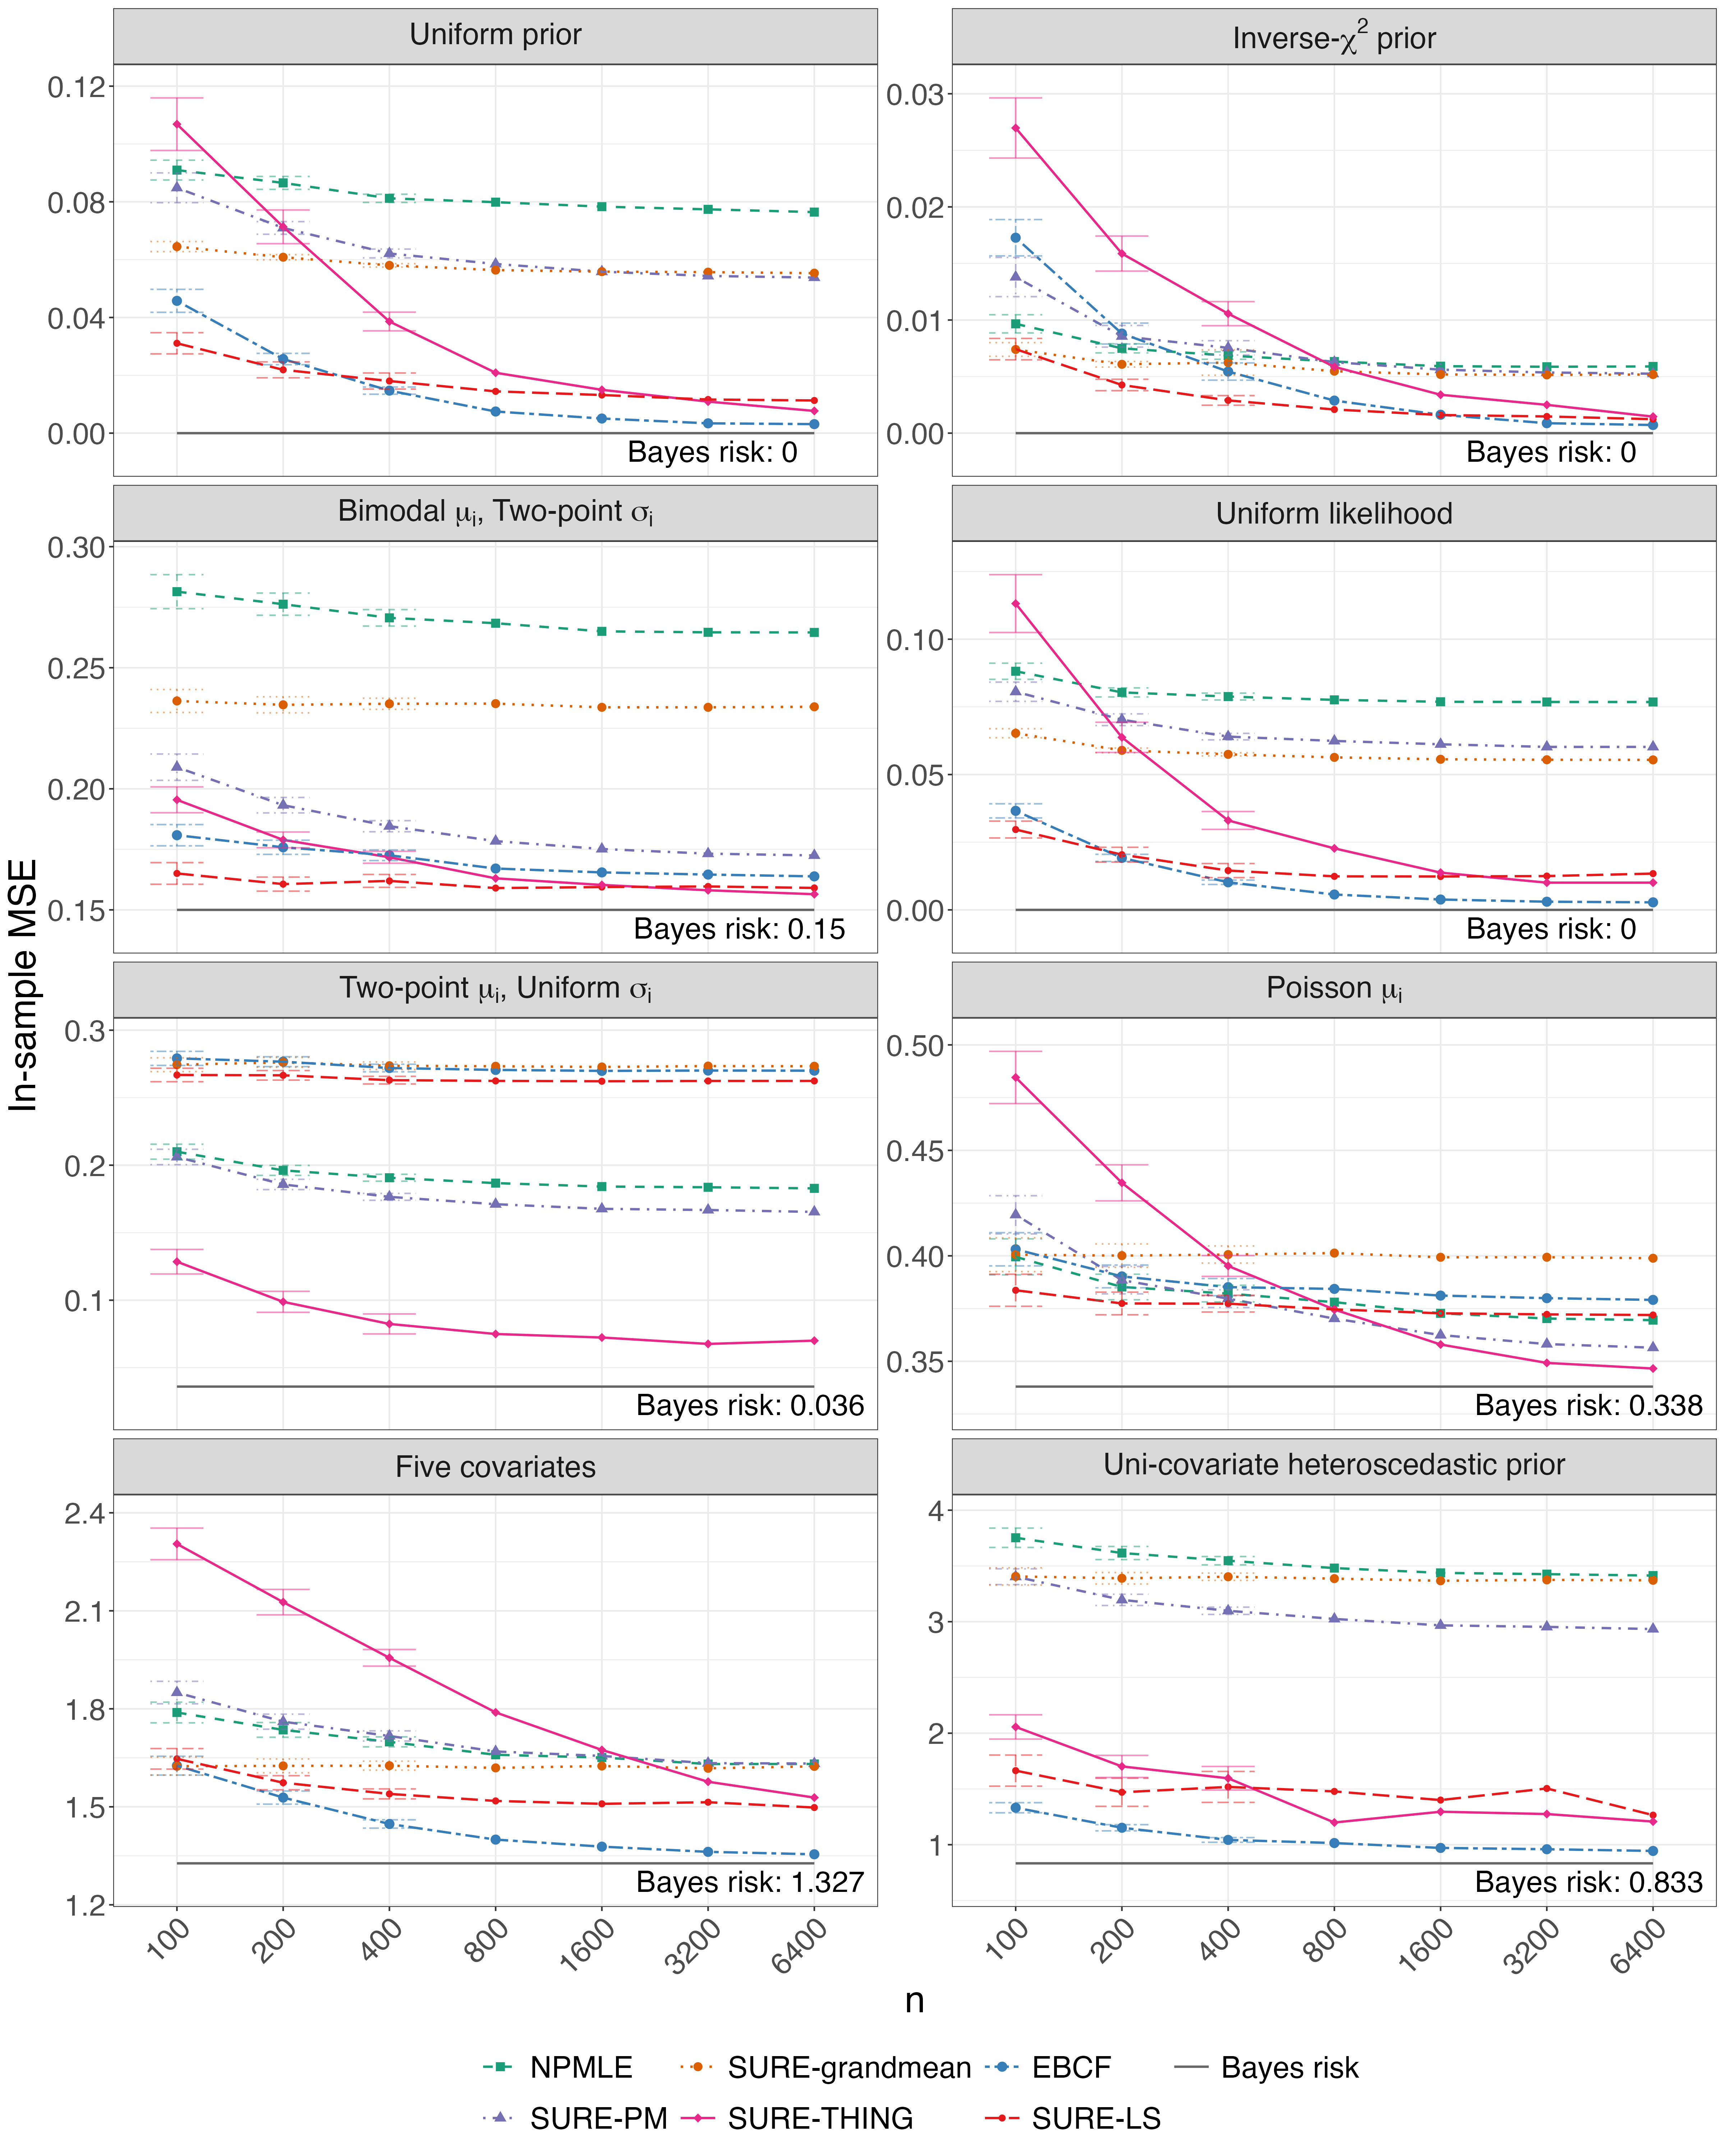 Uniform prior
0.12
0.08
0.04
0.00
Bayes risk: 0
Inverse-χ² prior
0.03
0.02
0.01
0.00
Bayes risk: 0
Bimodal μᵢ, Two-point σᵢ
0.30
0.25
0.20
0.15
Bayes risk: 0.15
Uniform likelihood
0.10
0.05
0.00
Bayes risk: 0
In-sample MSE
Two-point μᵢ, Uniform σᵢ
0.3
0.2
0.1
Bayes risk: 0.036
Poisson μᵢ
0.50
0.45
0.40
0.35
Bayes risk: 0.338
Five covariates
2.4
2.1
1.8
1.5
1.2
Bayes risk: 1.327
100 200 400 800 1600 3200 6400
Uni-covariate heteroscedastic prior
4
3
2
1
Bayes risk: 0.833
100 200 400 800 1600 3200 6400
n
NPMLE SURE-grandmean EBCF Bayes risk
SURE-PM SURE-THING SURE-LS